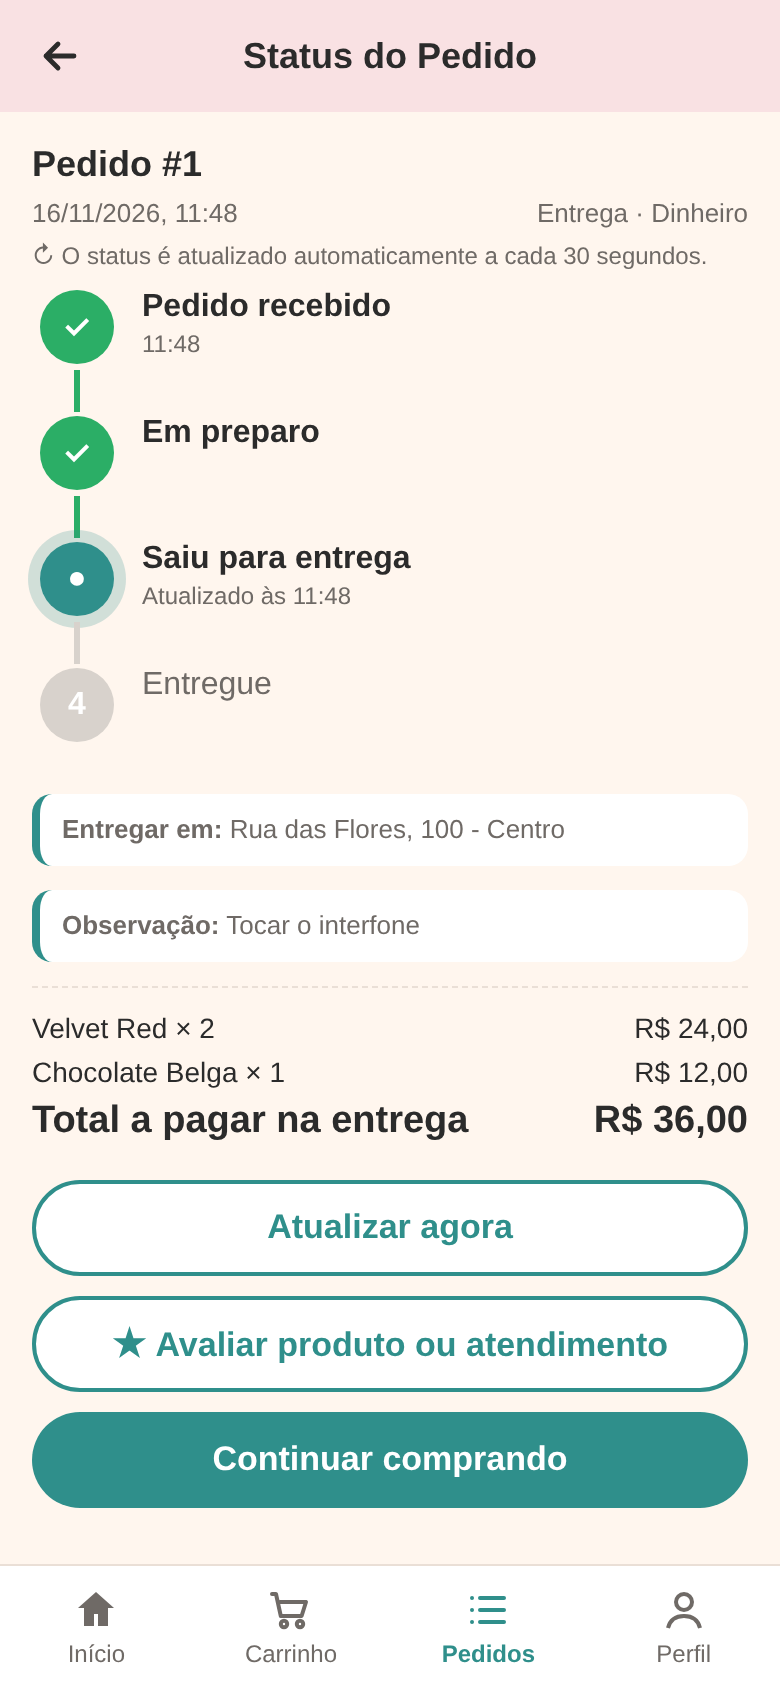 Status do Pedido
Pedido #1
16/11/2026, 11:48 Entrega · Dinheiro
O status é atualizado automaticamente a cada 30 segundos.
Pedido recebido
11:48
Em preparo
Saiu para entrega
Atualizado às 11:48
4 Entregue
Entregar em: Rua das Flores, 100 - Centro
Observação: Tocar o interfone
Velvet Red × 2 R$ 24,00
Chocolate Belga × 1 R$ 12,00
Total a pagar na entrega R$ 36,00
Atualizar agora
★ Avaliar produto ou atendimento
Continuar comprando
Início Carrinho Pedidos Perfil